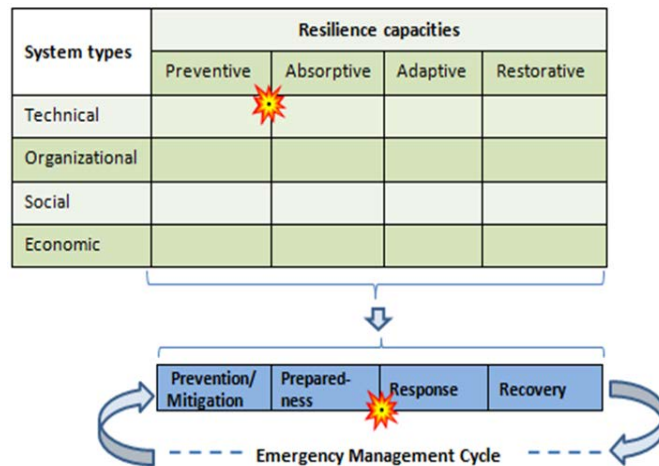 System types
Resilience capacities
Preventive Absorptive Adaptive Restorative
Technical
Organizational
Social
Economic
Prevention/
Mitigation
Prepared-
ness
Response
Recovery
Emergency Management Cycle